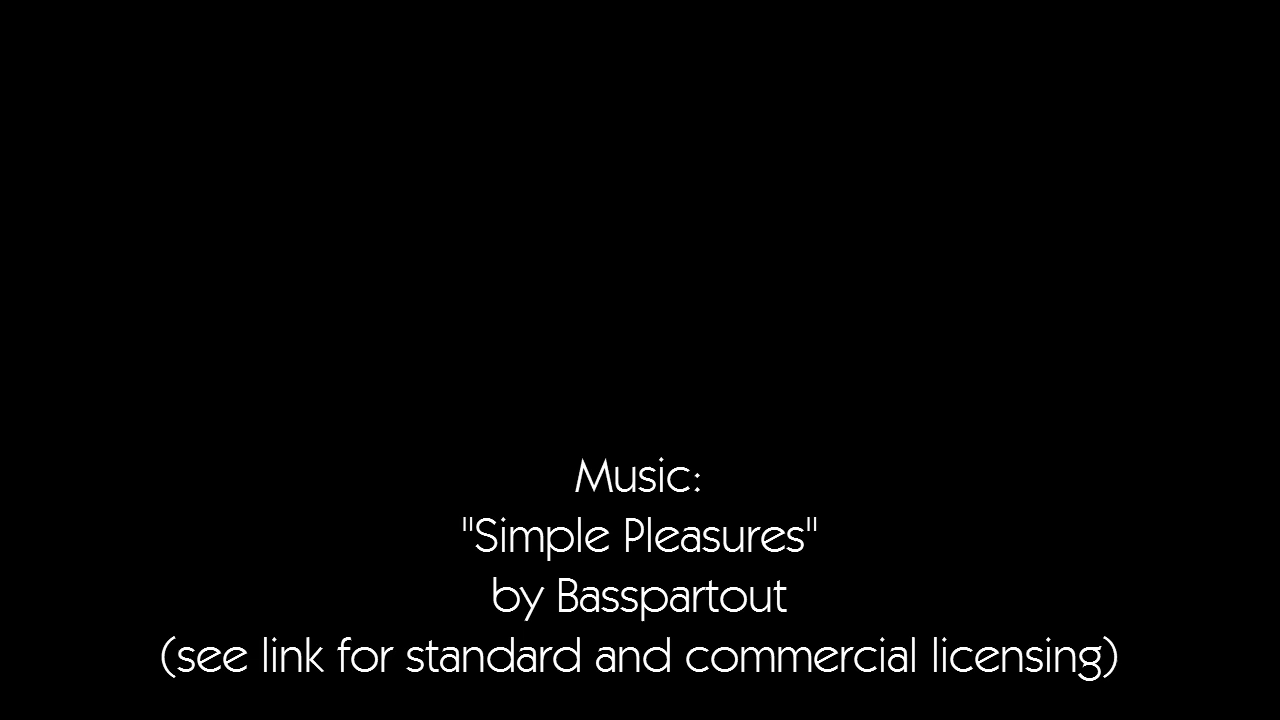 Music:
"Simple Pleasures"
by Basspartout
(see link for standard and commercial licensing)